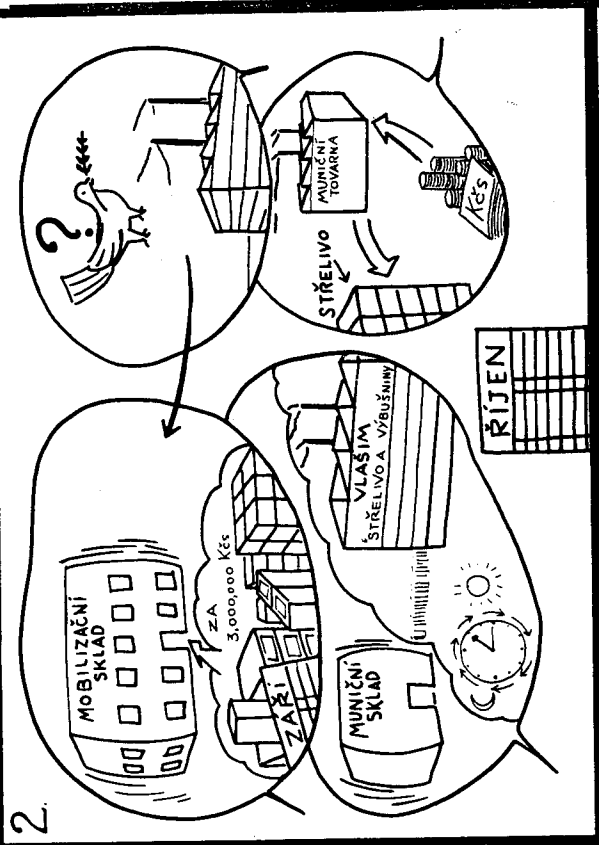 2.
?
MOBILIZAČNÍ
SKLAD
ZA
3,000,000 Kčs
ZÁŘÍ
MUNIČNÍ
TOVÁRNA
STŘELIVO
Kčs
MUNIČNÍ
SKLAD
VLAŠIM
STŘELIVO A VÝBUŠNINY
ŘÍJEN